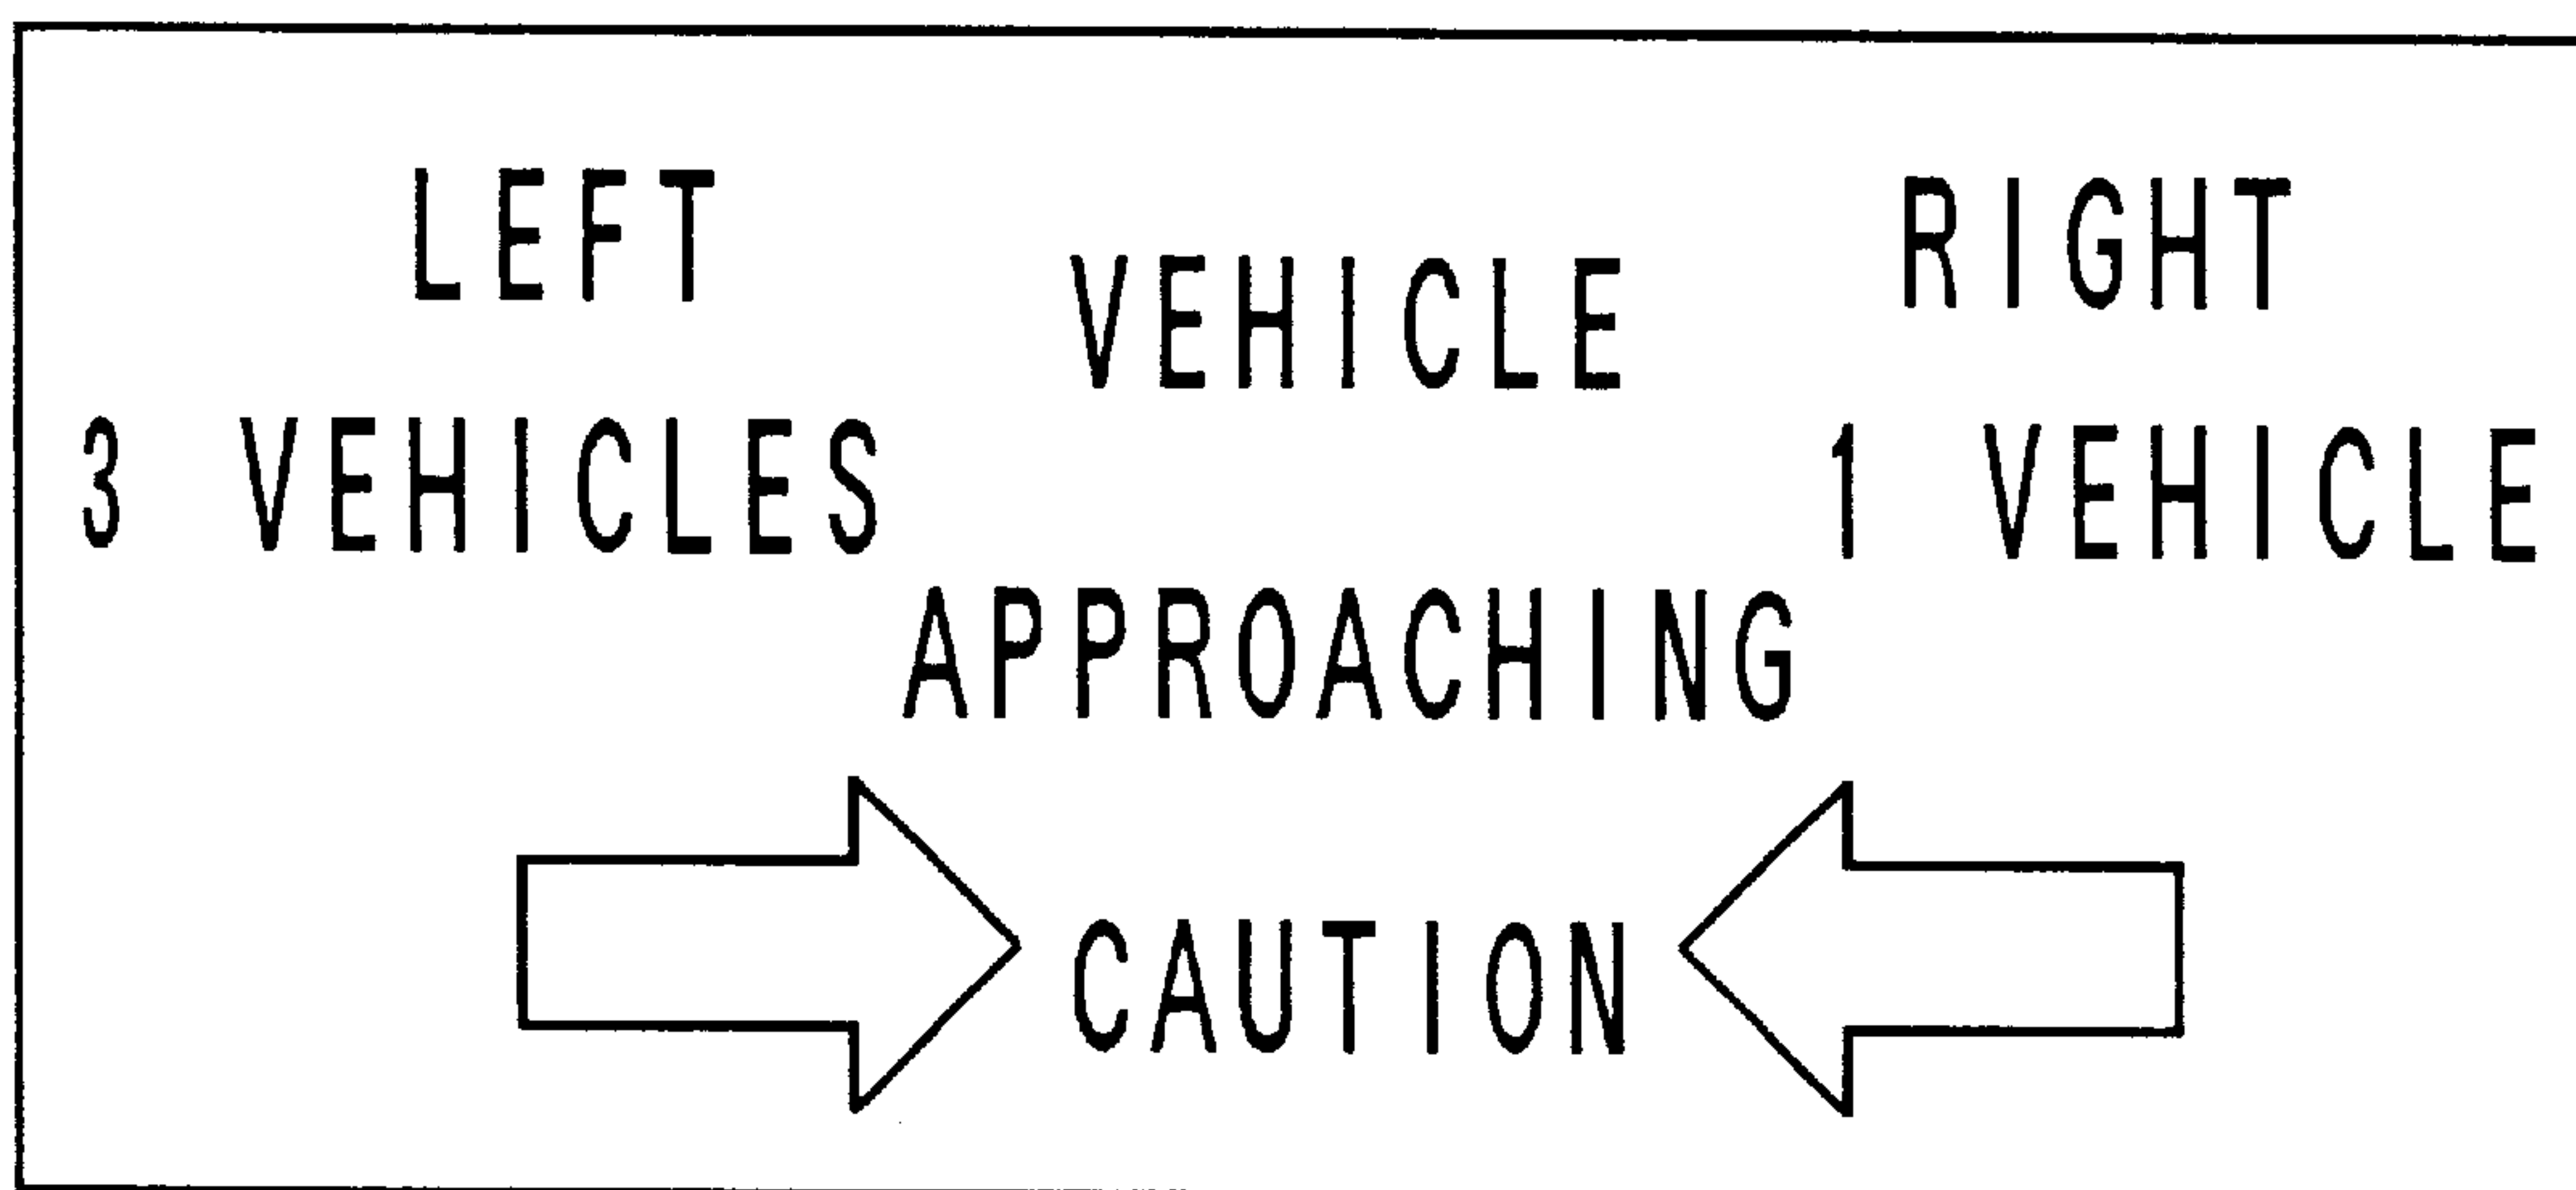 LEFT
3 VEHICLES
VEHICLE
APPROACHING
CAUTION
RIGHT
1 VEHICLE